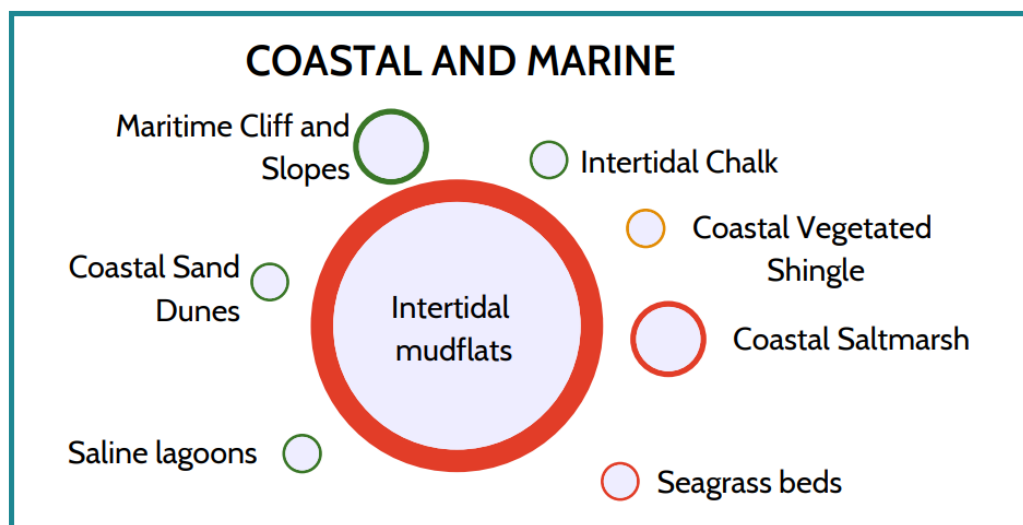 COASTAL AND MARINE
Maritime Cliff and
Slopes
Intertidal Chalk
Coastal Vegetated
Shingle
Coastal Sand
Dunes
Intertidal
mudflats
Coastal Saltmarsh
Saline lagoons
Seagrass beds